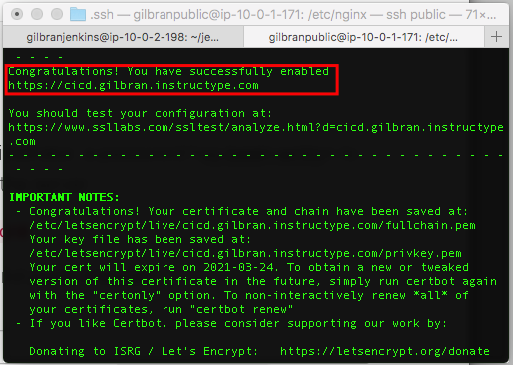 .ssh — gilbranpublic@ip-10-0-1-171: /etc/nginx — ssh public — 71×...
gilbranjenkins@ip-10-0-2-198: ~/je... gilbranpublic@ip-10-0-1-171: /etc/... +
- - - -
Congratulations! You have successfully enabled
https://cicd.gilbran.instructype.com
You should test your configuration at:
https://www.ssllabs.com/ssltest/analyze.html?d=cicd.gilbran.instructype
.com
- - - - - - - - - - - - - - - - - - - - - - - - - - - - - - - - - - - -
- - - -
IMPORTANT NOTES:
- Congratulations! Your certificate and chain have been saved at:
/etc/letsencrypt/live/cicd.gilbran.instructype.com/fullchain.pem
Your key file has been saved at:
/etc/letsencrypt/live/cicd.gilbran.instructype.com/privkey.pem
Your cert will expire on 2021-03-24. To obtain a new or tweaked
version of this certificate in the future, simply run certbot again
with the "certonly" option. To non-interactively renew *all* of
your certificates, run "certbot renew"
- If you like Certbot, please consider supporting our work by:
Donating to ISRG / Let's Encrypt: https://letsencrypt.org/donate